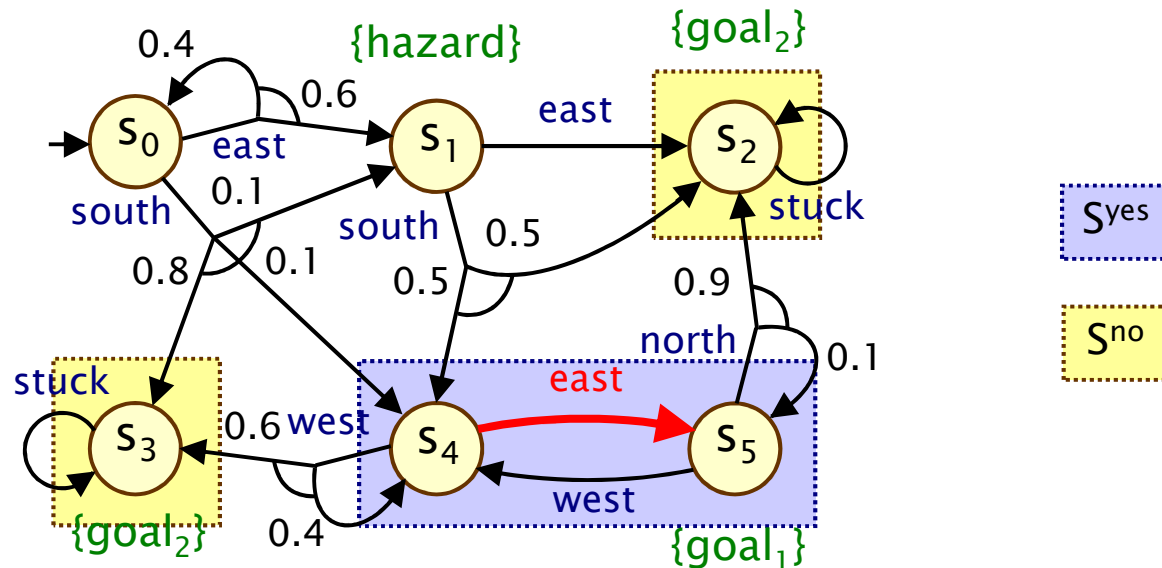 0.4
{hazard}
{goal₂}
0.6
s₀
east
s₁
east
s₂
stuck
south
0.1
south
0.5
0.8
0.1
0.5
0.9
north
0.1
stuck
s₃
0.6
west
east
s₄
s₅
west
0.4
{goal₂}
{goal₁}
Sʸᵉˢ
Sⁿᵒ